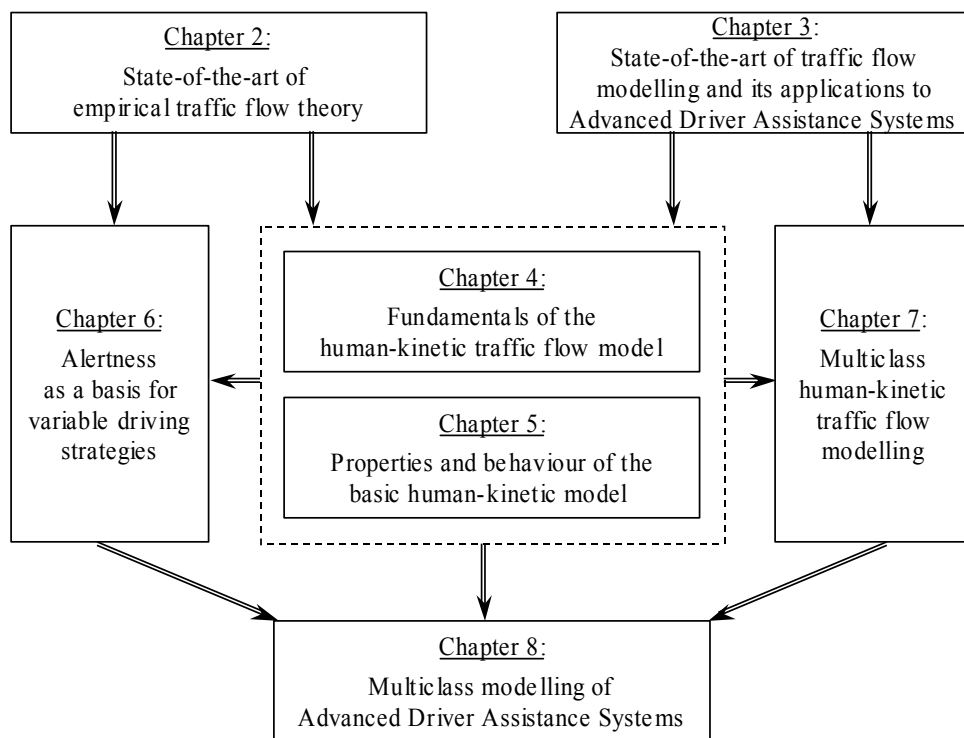 Chapter 2:
State-of-the-art of
empirical traffic flow theory
Chapter 3:
State-of-the-art of traffic flow
modelling and its applications to
Advanced Driver Assistance Systems
Chapter 6:
Alertness
as a basis for
variable driving
strategies
Chapter 4:
Fundamentals of the
human-kinetic traffic flow model
Chapter 5:
Properties and behaviour of the
basic human-kinetic model
Chapter 7:
Multiclass
human-kinetic
traffic flow
modelling
Chapter 8:
Multiclass modelling of
Advanced Driver Assistance Systems